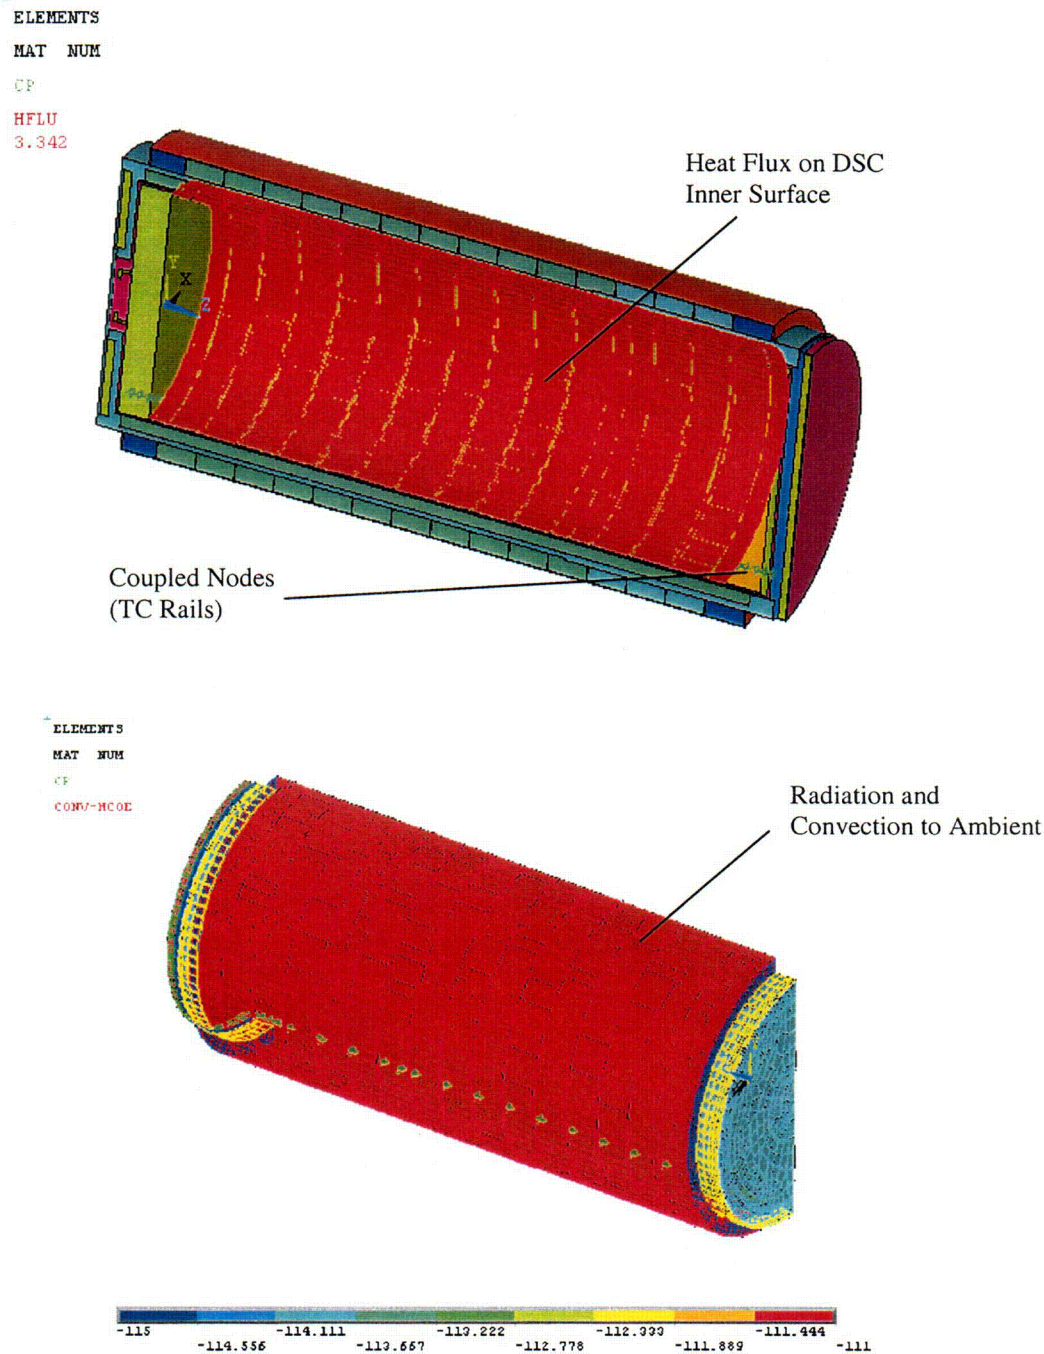 ELEMENTS
MAT NUM
CP
HFLU
3.342
Heat Flux on DSC
Inner Surface
Y
X
Z
Coupled Nodes
(TC Rails)
ELEMENTS
MAT NUM
CP
CONV-HCOE
Radiation and
Convection to Ambient
-115 -114.111 -113.222 -112.333 -111.444
-114.556 -113.667 -112.778 -111.889 -111